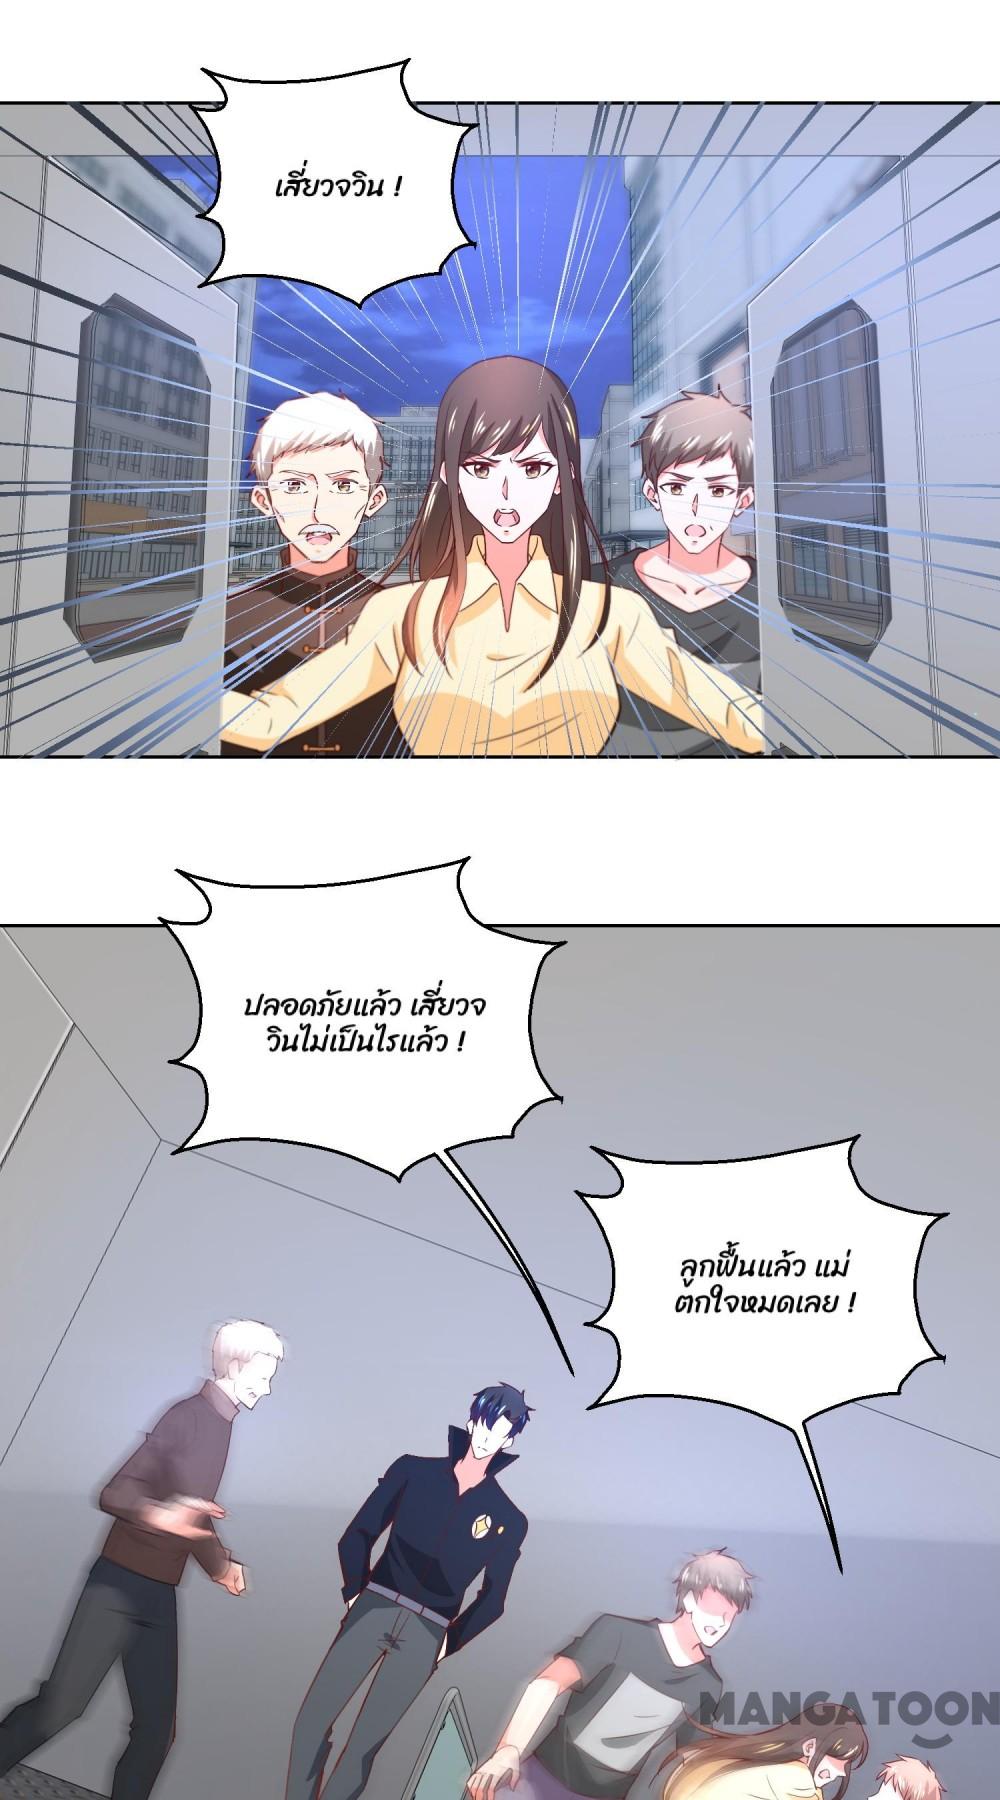 เสี่ยวจวิน !
ปลอดภัยแล้ว เสี่ยวจ
วินไม่เป็นไรแล้ว !
ลูกฟื้นแล้ว แม่
ตกใจหมดเลย !
MANGATOON